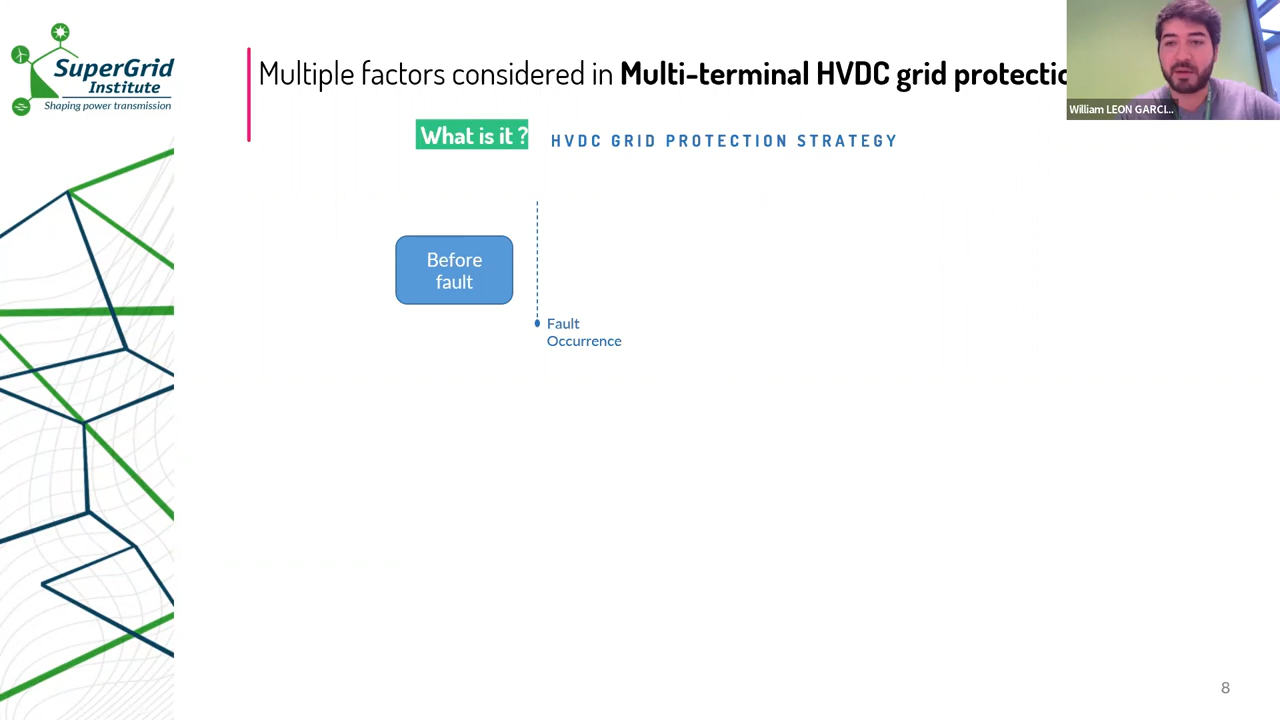 SuperGrid
Institute
Shaping power transmission
Multiple factors considered in Multi-terminal HVDC grid protectio
William LEON GARCI...
What is it ?
HVDC GRID PROTECTION STRATEGY
Before
fault
Fault
Occurrence
8